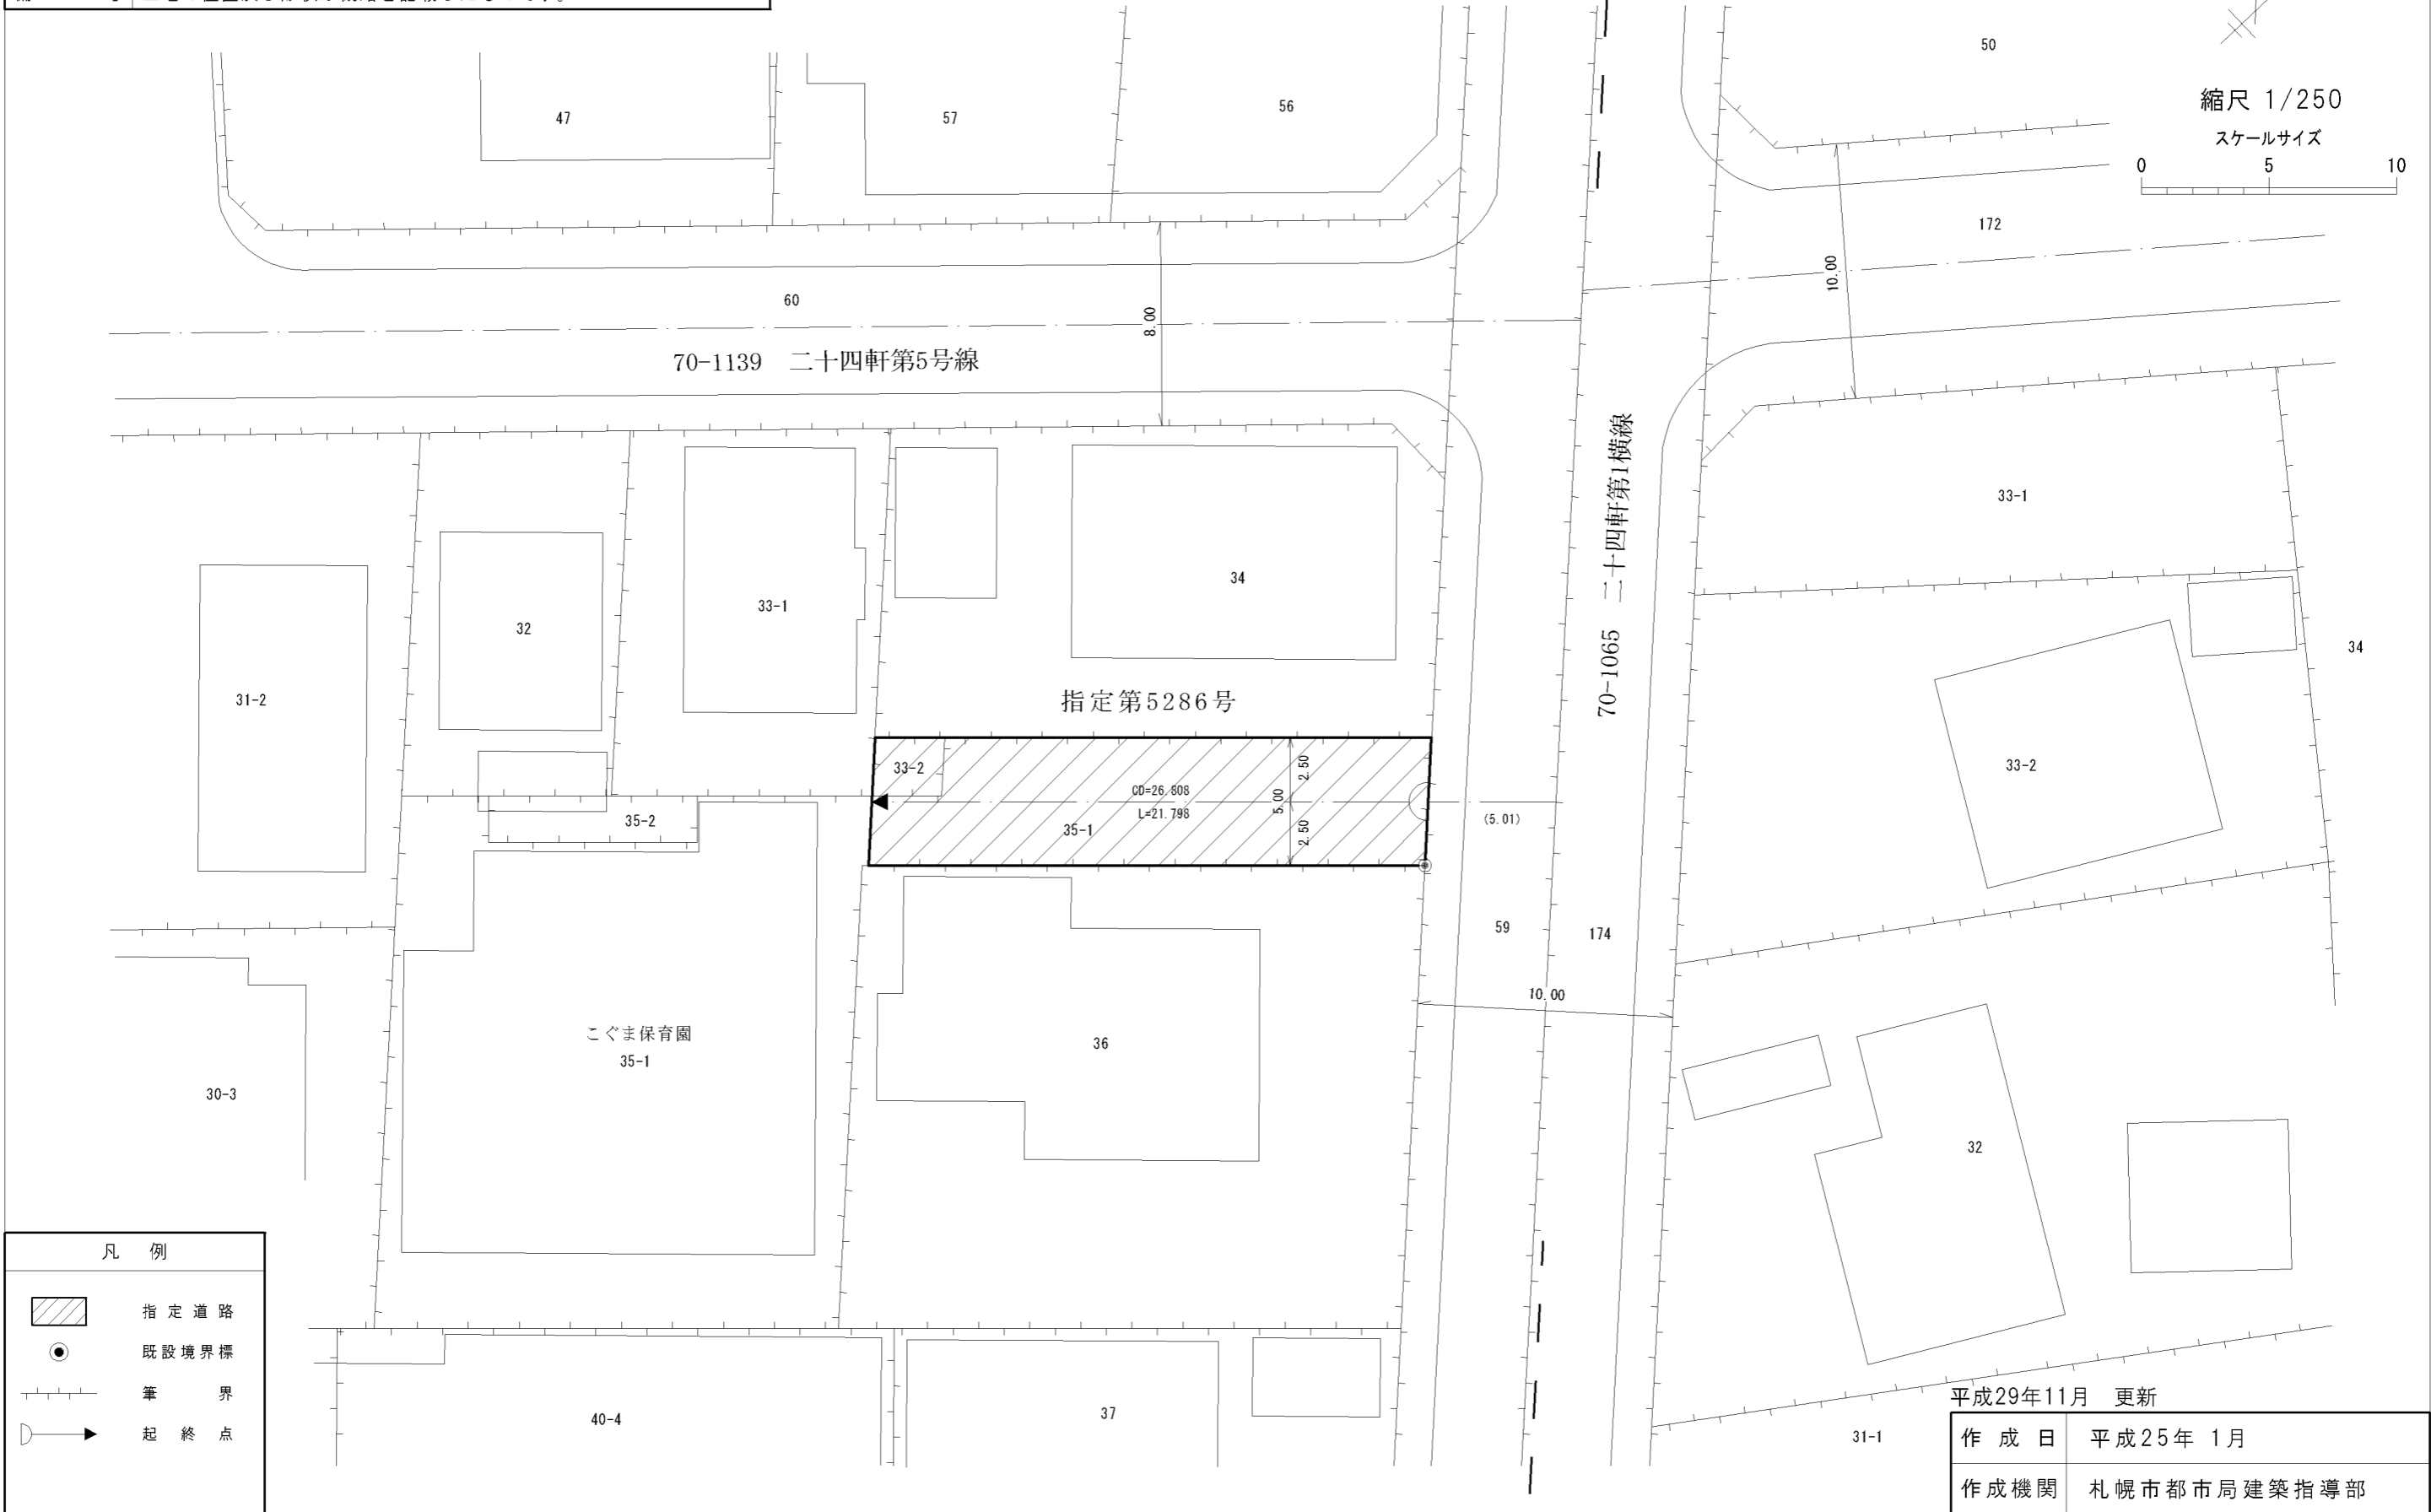 47
57
56
50
縮尺 1/250
スケールサイズ
0 5 10
172
10.00
60
8.00
70-1139 二十四軒第5号線
70-1065 二十四軒第1横線
33-1
34
33-2
31-2
32
33-1
34
指定第5286号
33-2
CD=26.808
L=21.798
35-1
2.50
5.00
2.50
(5.01)
35-2
59
174
10.00
こぐま保育園
35-1
36
30-3
32
凡 例
指定道路
既設境界標
筆 界
起終点
40-4
37
31-1
平成29年11月 更新
作成日 平成25年 1月
作成機関 札幌市都市局建築指導部